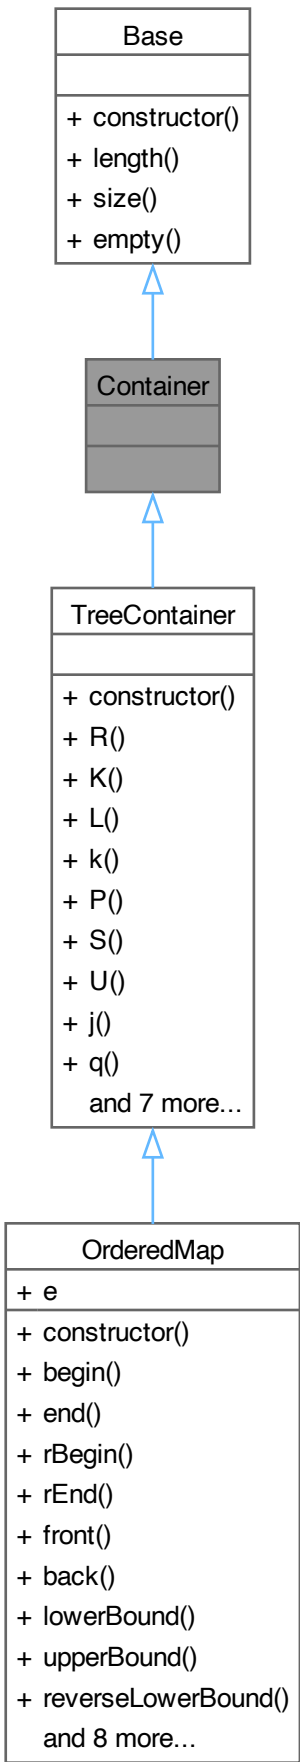 Base
+ constructor()
+ length()
+ size()
+ empty()
Container
TreeContainer
+ constructor()
+ R()
+ K()
+ L()
+ k()
+ P()
+ S()
+ U()
+ j()
+ q()
and 7 more...
OrderedMap
+ e
+ constructor()
+ begin()
+ end()
+ rBegin()
+ rEnd()
+ front()
+ back()
+ lowerBound()
+ upperBound()
+ reverseLowerBound()
and 8 more...